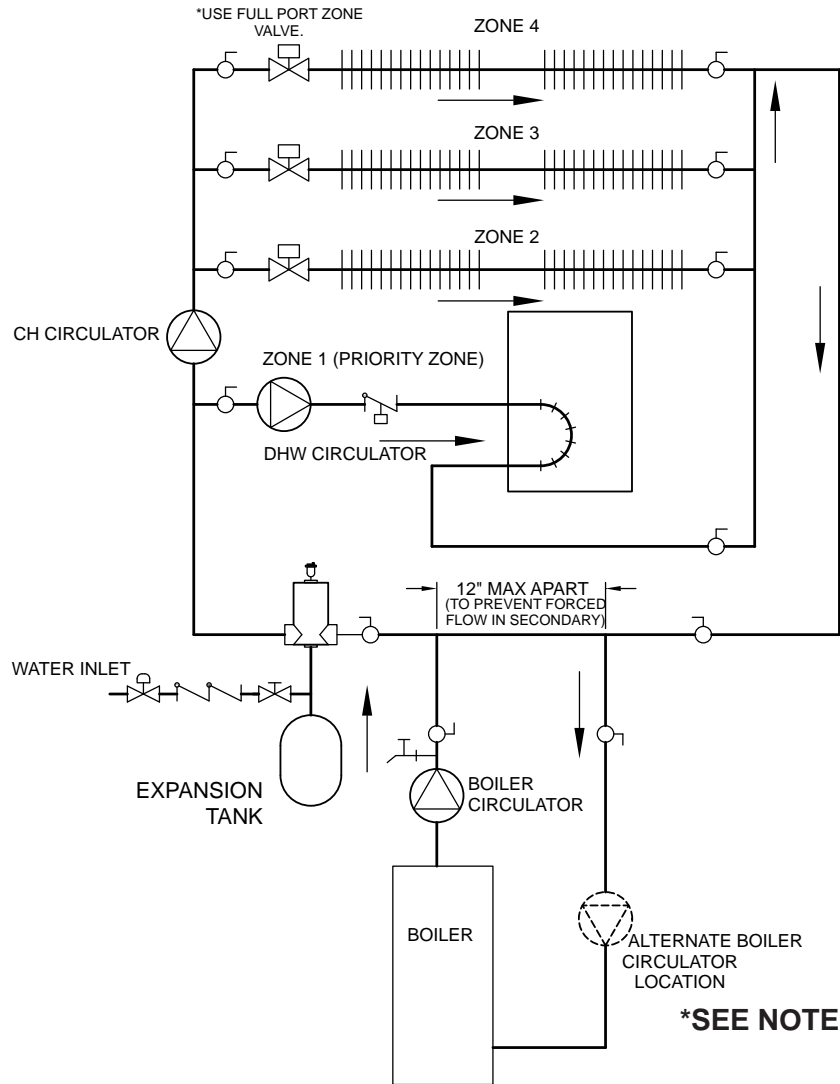 *USE FULL PORT ZONE
VALVE.
ZONE 4
ZONE 3
ZONE 2
CH CIRCULATOR
ZONE 1 (PRIORITY ZONE)
DHW CIRCULATOR
12" MAX APART
(TO PREVENT FORCED
FLOW IN SECONDARY)
WATER INLET
EXPANSION
TANK
BOILER
CIRCULATOR
BOILER
ALTERNATE BOILER
CIRCULATOR
LOCATION
*SEE NOTE